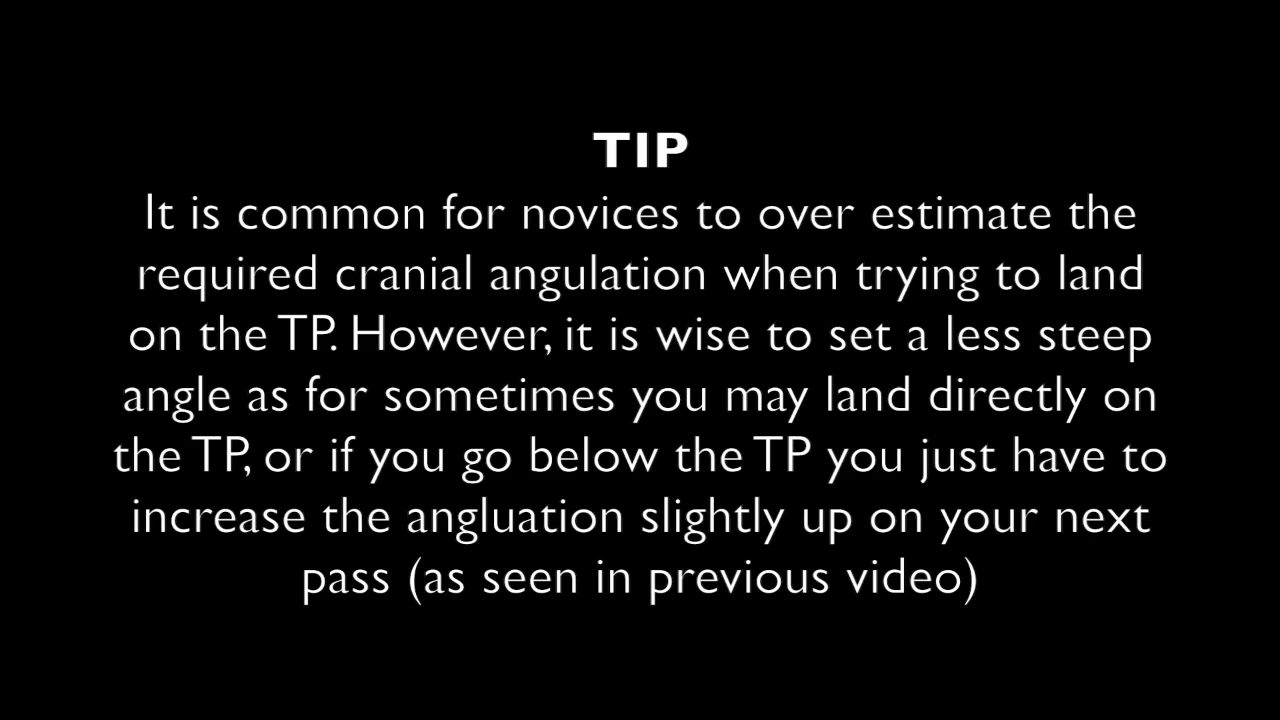 TIP
It is common for novices to over estimate the
required cranial angulation when trying to land
on the TP. However, it is wise to set a less steep
angle as for sometimes you may land directly on
the TP, or if you go below the TP you just have to
increase the angluation slightly up on your next
pass (as seen in previous video)